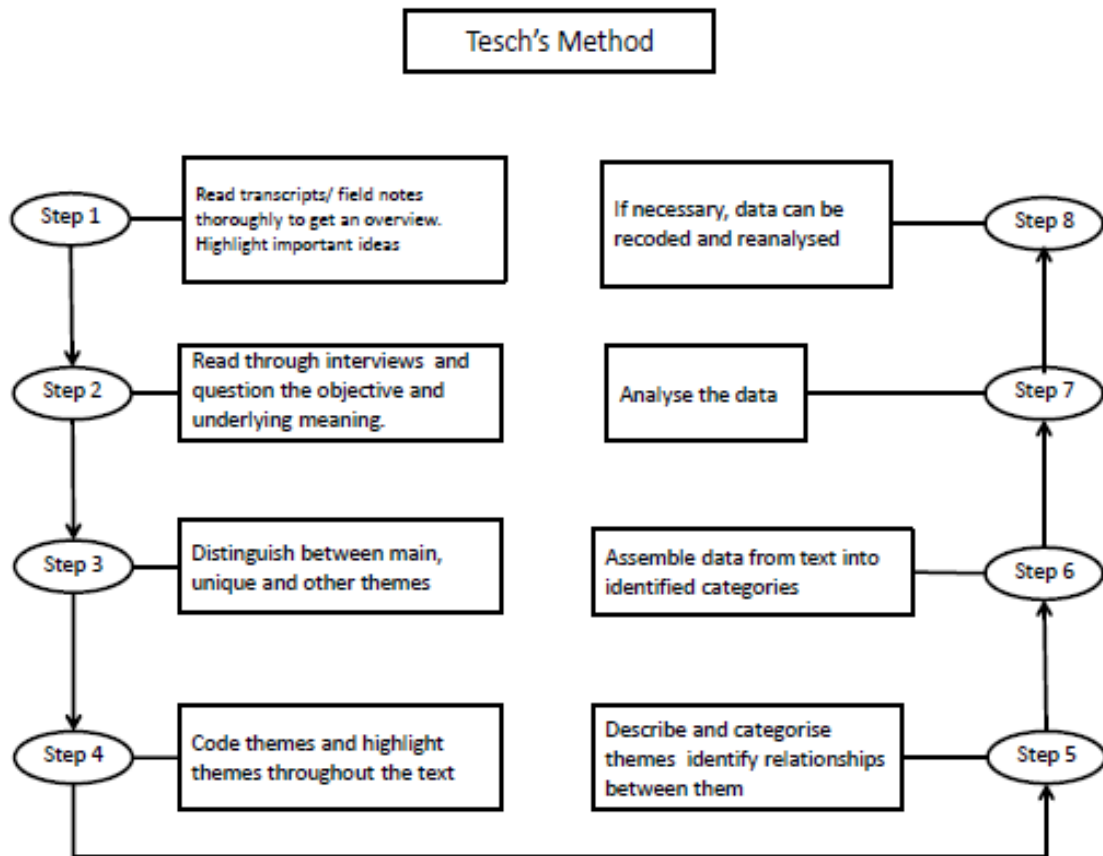 Tesch's Method
Step 1
Read transcripts/ field notes
thoroughly to get an overview.
Highlight important ideas
Step 2
Read through interviews and
question the objective and
underlying meaning.
Step 3
Distinguish between main,
unique and other themes
Step 4
Code themes and highlight
themes throughout the text
Step 5
Describe and categorise
themes identify relationships
between them
Step 6
Assemble data from text into
identified categories
Step 7
Analyse the data
Step 8
If necessary, data can be
recoded and reanalysed